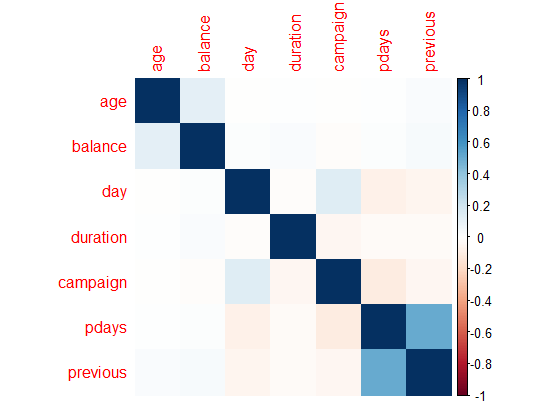 age
balance
day
duration
campaign
pdays
previous
age
balance
day
duration
campaign
pdays
previous
1
0.8
0.6
0.4
0.2
0
-0.2
-0.4
-0.6
-0.8
-1